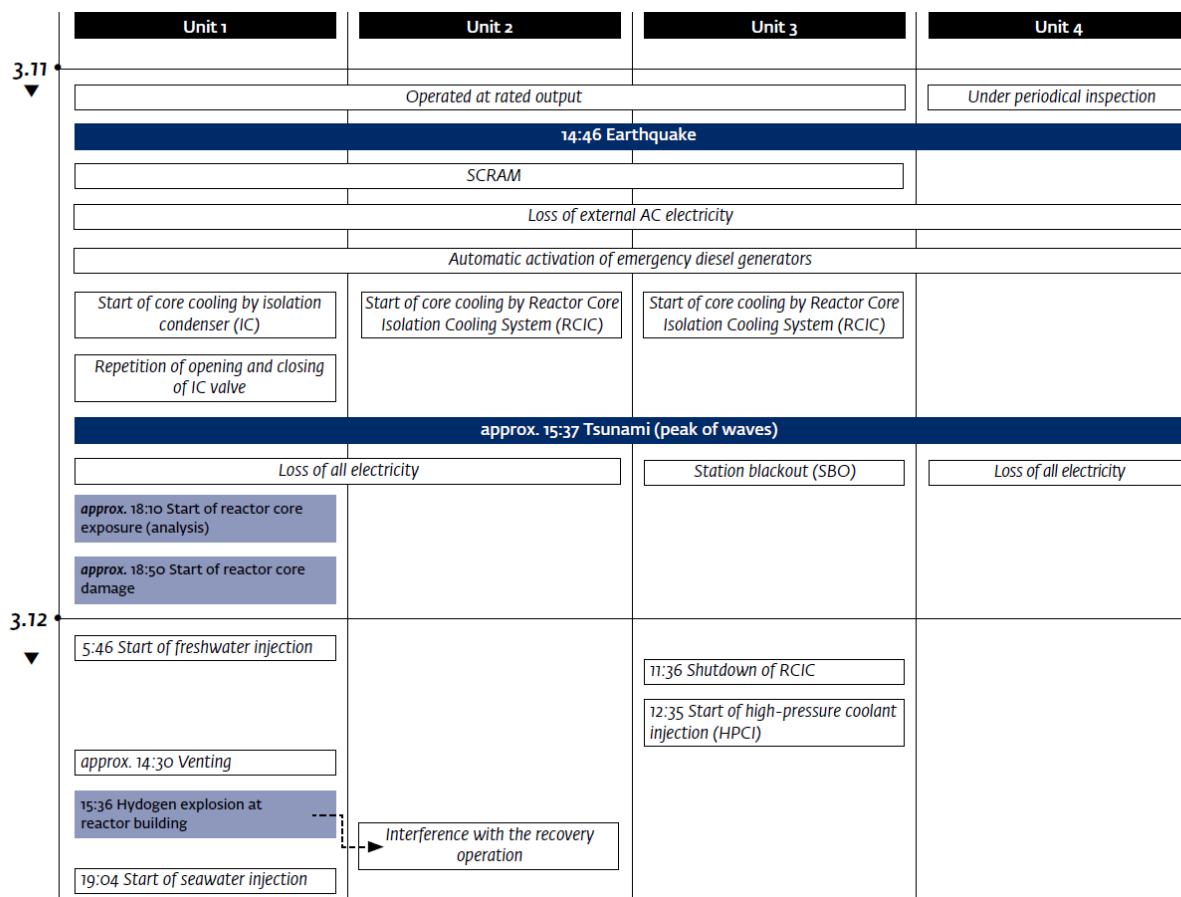 Unit 1
Unit 2
Unit 3
Unit 4
3.11
Operated at rated output
Under periodical inspection
14:46 Earthquake
SCRAM
Loss of external AC electricity
Automatic activation of emergency diesel generators
Start of core cooling by isolation
condenser (IC)
Start of core cooling by Reactor Core
Isolation Cooling System (RCIC)
Start of core cooling by Reactor Core
Isolation Cooling System (RCIC)
Repetition of opening and closing
of IC valve
approx. 15:37 Tsunami (peak of waves)
Loss of all electricity
Station blackout (SBO)
Loss of all electricity
approx. 18:10 Start of reactor core
exposure (analysis)
approx. 18:50 Start of reactor core
damage
3.12
5:46 Start of freshwater injection
11:36 Shutdown of RCIC
12:35 Start of high-pressure coolant
injection (HPCI)
approx. 14:30 Venting
15:36 Hydogen explosion at
reactor building
Interference with the recovery
operation
19:04 Start of seawater injection